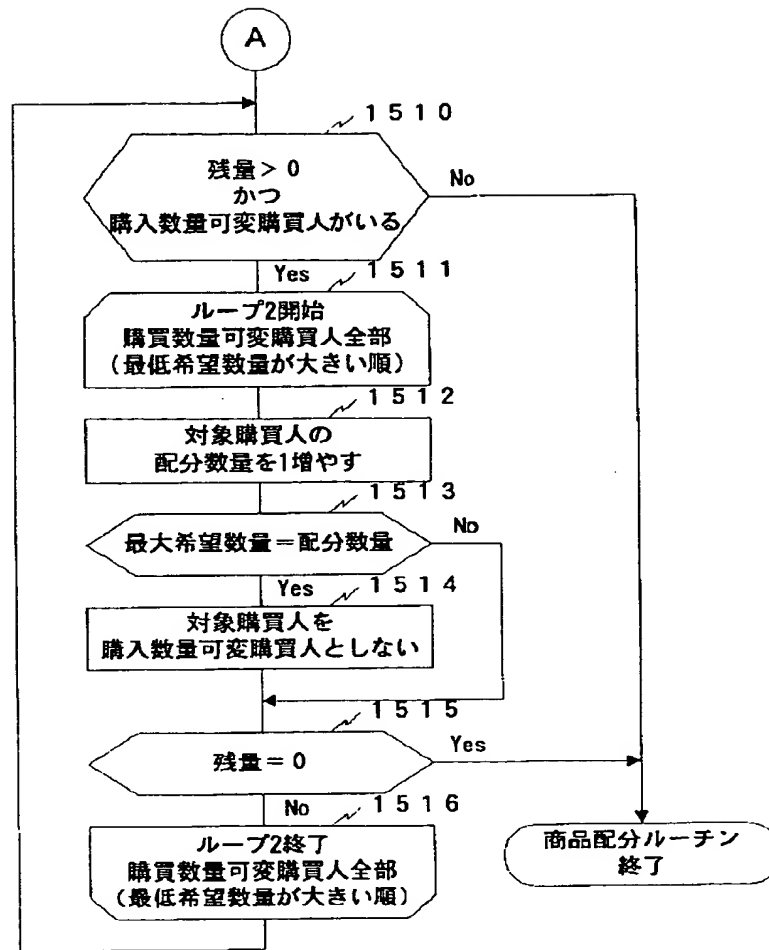 A
1510
残量>0
かつ
購入数量可変購買人がいる
No
Yes
1511
ループ2開始
購買数量可変購買人全部
(最低希望数量が大きい順)
1512
対象購買人の
配分数量を1増やす
1513
最大希望数量=配分数量
No
Yes
1514
対象購買人を
購入数量可変購買人としない
1515
残量=0
Yes
No
1516
ループ2終了
購買数量可変購買人全部
(最低希望数量が大きい順)
商品配分ルーチン
終了